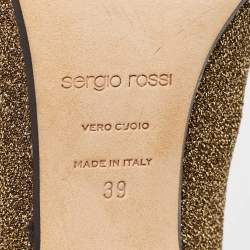 sergio rossi
VERO CUOIO
MADE IN ITALY
39